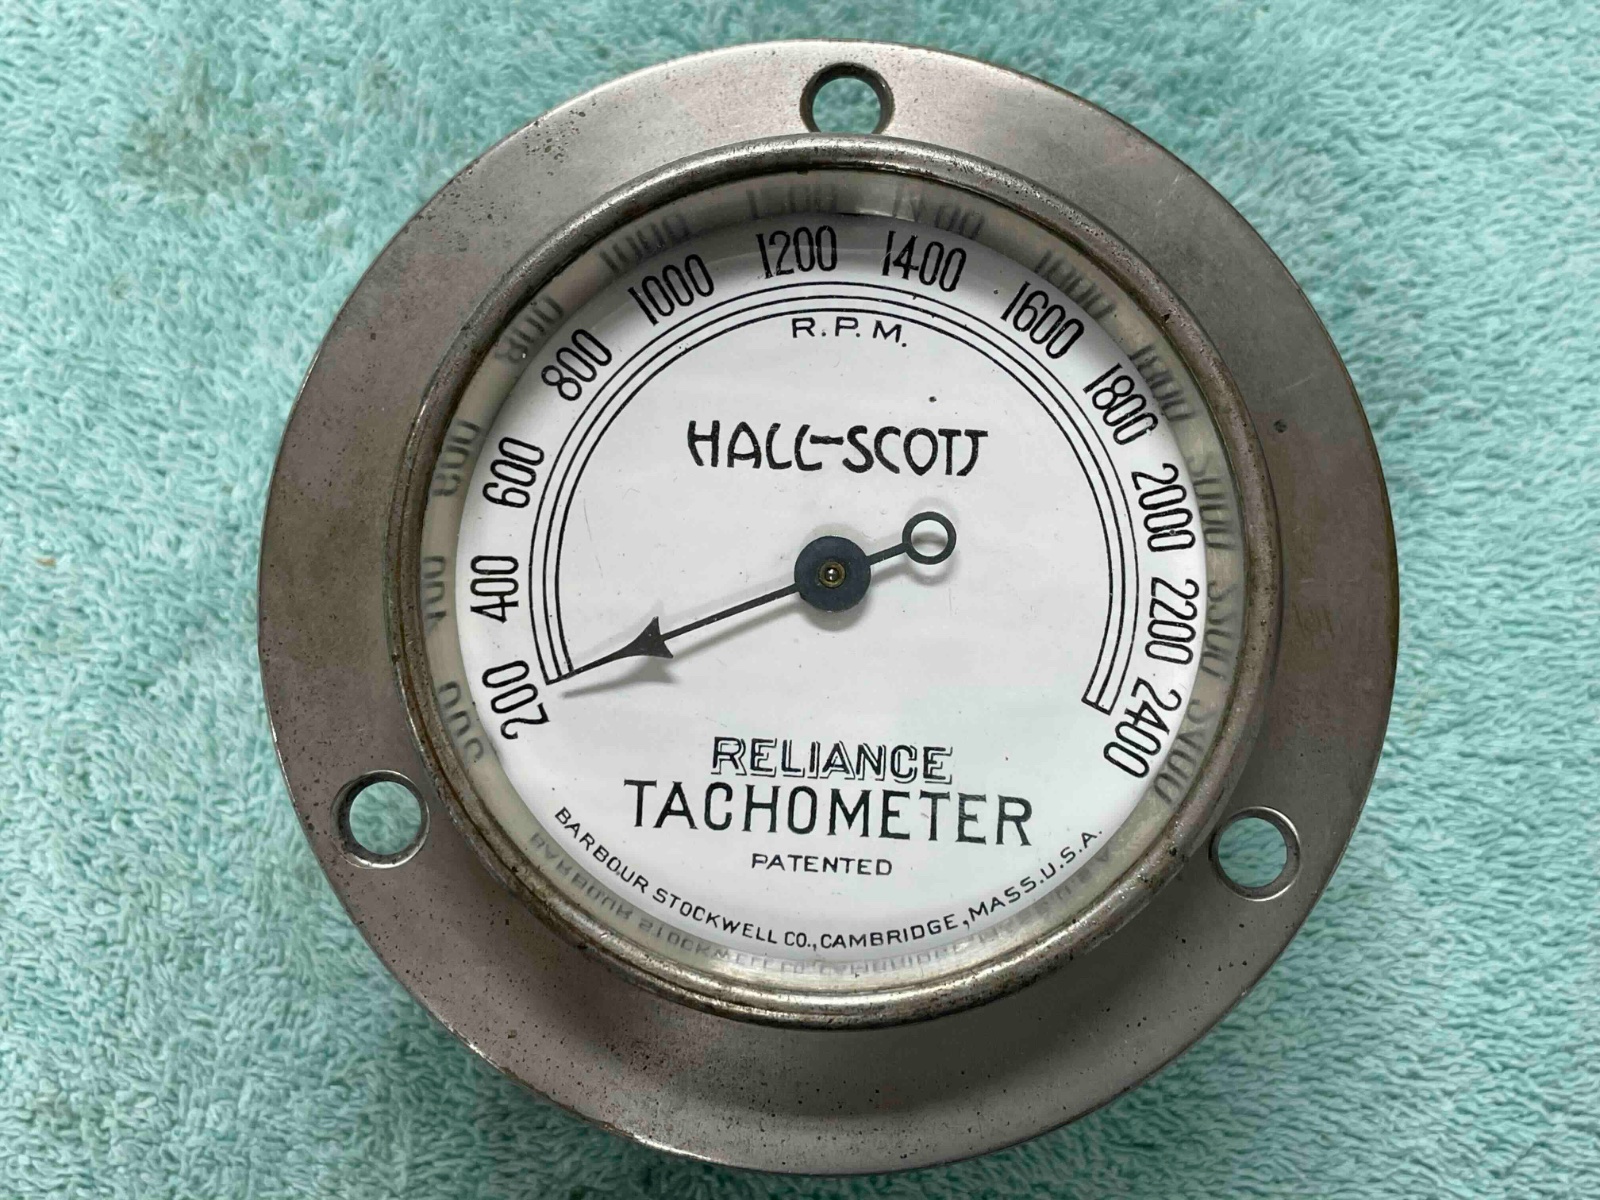 200
400
600
800
1000
1200
1400
1600
1800
2000
2200
2400
R.P.M.
HALL-SCOTT
RELIANCE
TACHOMETER
PATENTED
BARBOUR STOCKWELL CO., CAMBRIDGE, MASS. U.S.A.